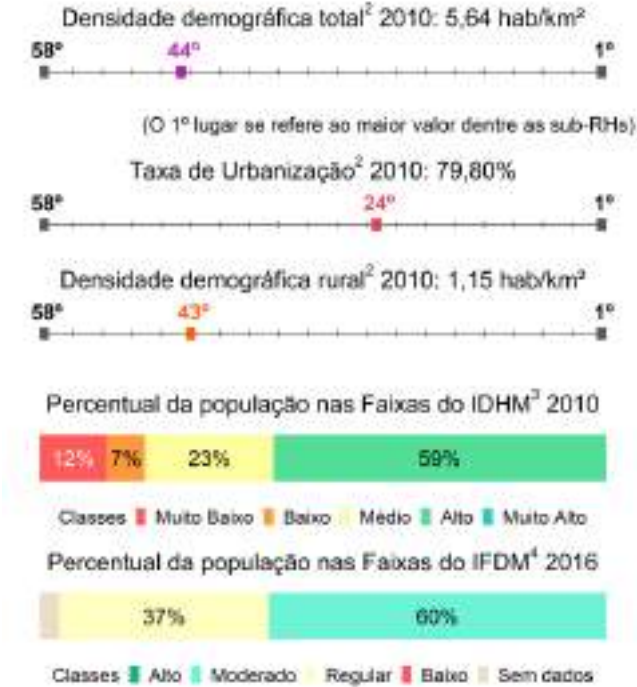 Densidade demográfica total² 2010: 5,64 hab/km²
58º 44º 1º
(O 1º lugar se refere ao maior valor dentre as sub-RHs)
Taxa de Urbanização² 2010: 79,80%
58º 24º 1º
Densidade demográfica rural² 2010: 1,15 hab/km²
58º 43º 1º
Percentual da população nas Faixas do IDHM³ 2010
12% 7% 23% 59%
Classes Muito Baixo Baixo Médio Alto Muito Alto
Percentual da população nas Faixas do IFDM⁴ 2016
37% 60%
Classes Alto Moderado Regular Baixo Sem dados